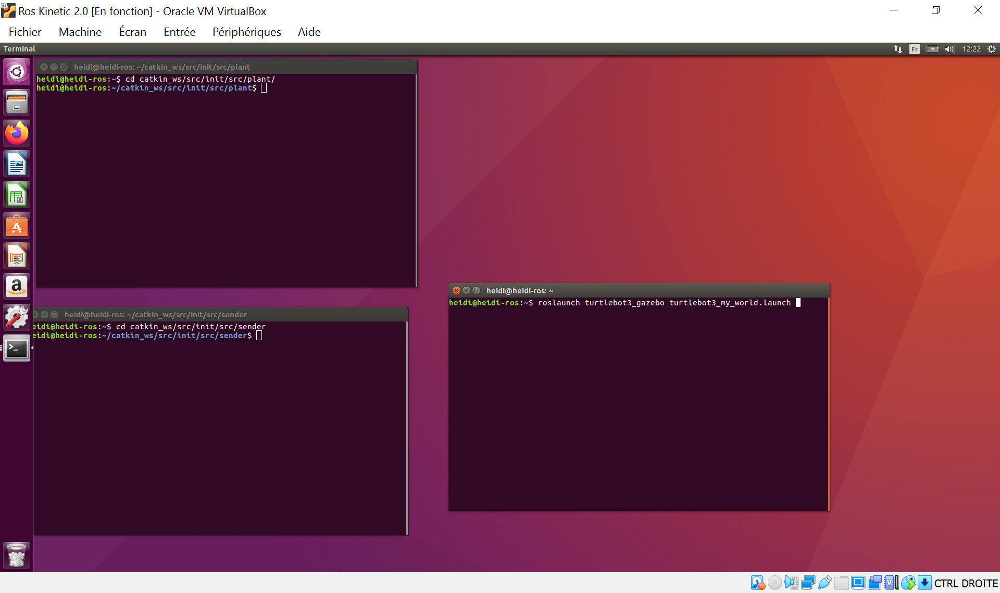 Ros Kinetic 2.0 [En fonction] - Oracle VM VirtualBox
Fichier Machine Écran Entrée Périphériques Aide
Terminal
Fr
12:22
heidi@heidi-ros: ~/catkin_ws/src/init/src/plant
heidi@heidi-ros:~$ cd catkin_ws/src/init/src/plant/
heidi@heidi-ros:~/catkin_ws/src/init/src/plant$
heidi@heidi-ros: ~/catkin_ws/src/init/src/sender
eidi@heidi-ros:~$ cd catkin_ws/src/init/src/sender
eidi@heidi-ros:~/catkin_ws/src/init/src/sender$
heidi@heidi-ros: ~
heidi@heidi-ros:~$ roslaunch turtlebot3_gazebo turtlebot3_my_world.launch
CTRL DROITE